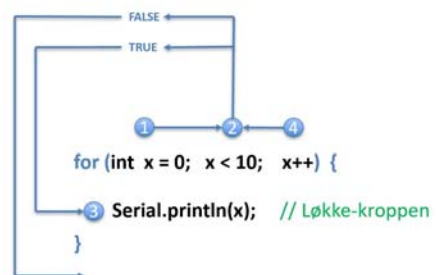 FALSE
TRUE
1 2 4
for (int x = 0; x < 10; x++) {
3 Serial.println(x); // Løkke-kroppen
}